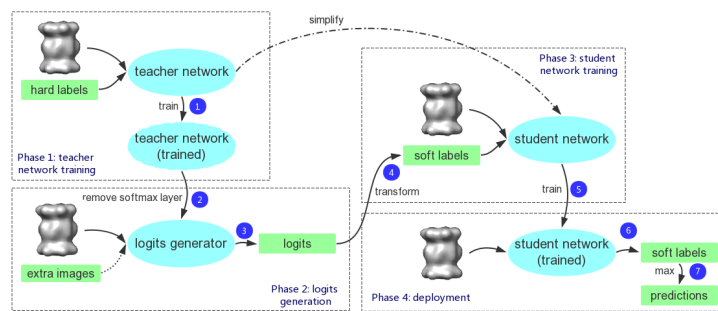 simplify
hard labels
teacher network
train
1
teacher network
(trained)
Phase 1: teacher
network training
Phase 3: student
network training
soft labels
student network
4
transform
train
5
remove softmax layer
2
logits generator
3
logits
extra images
Phase 2: logits
generation
student network
(trained)
6
soft labels
max
7
predictions
Phase 4: deployment